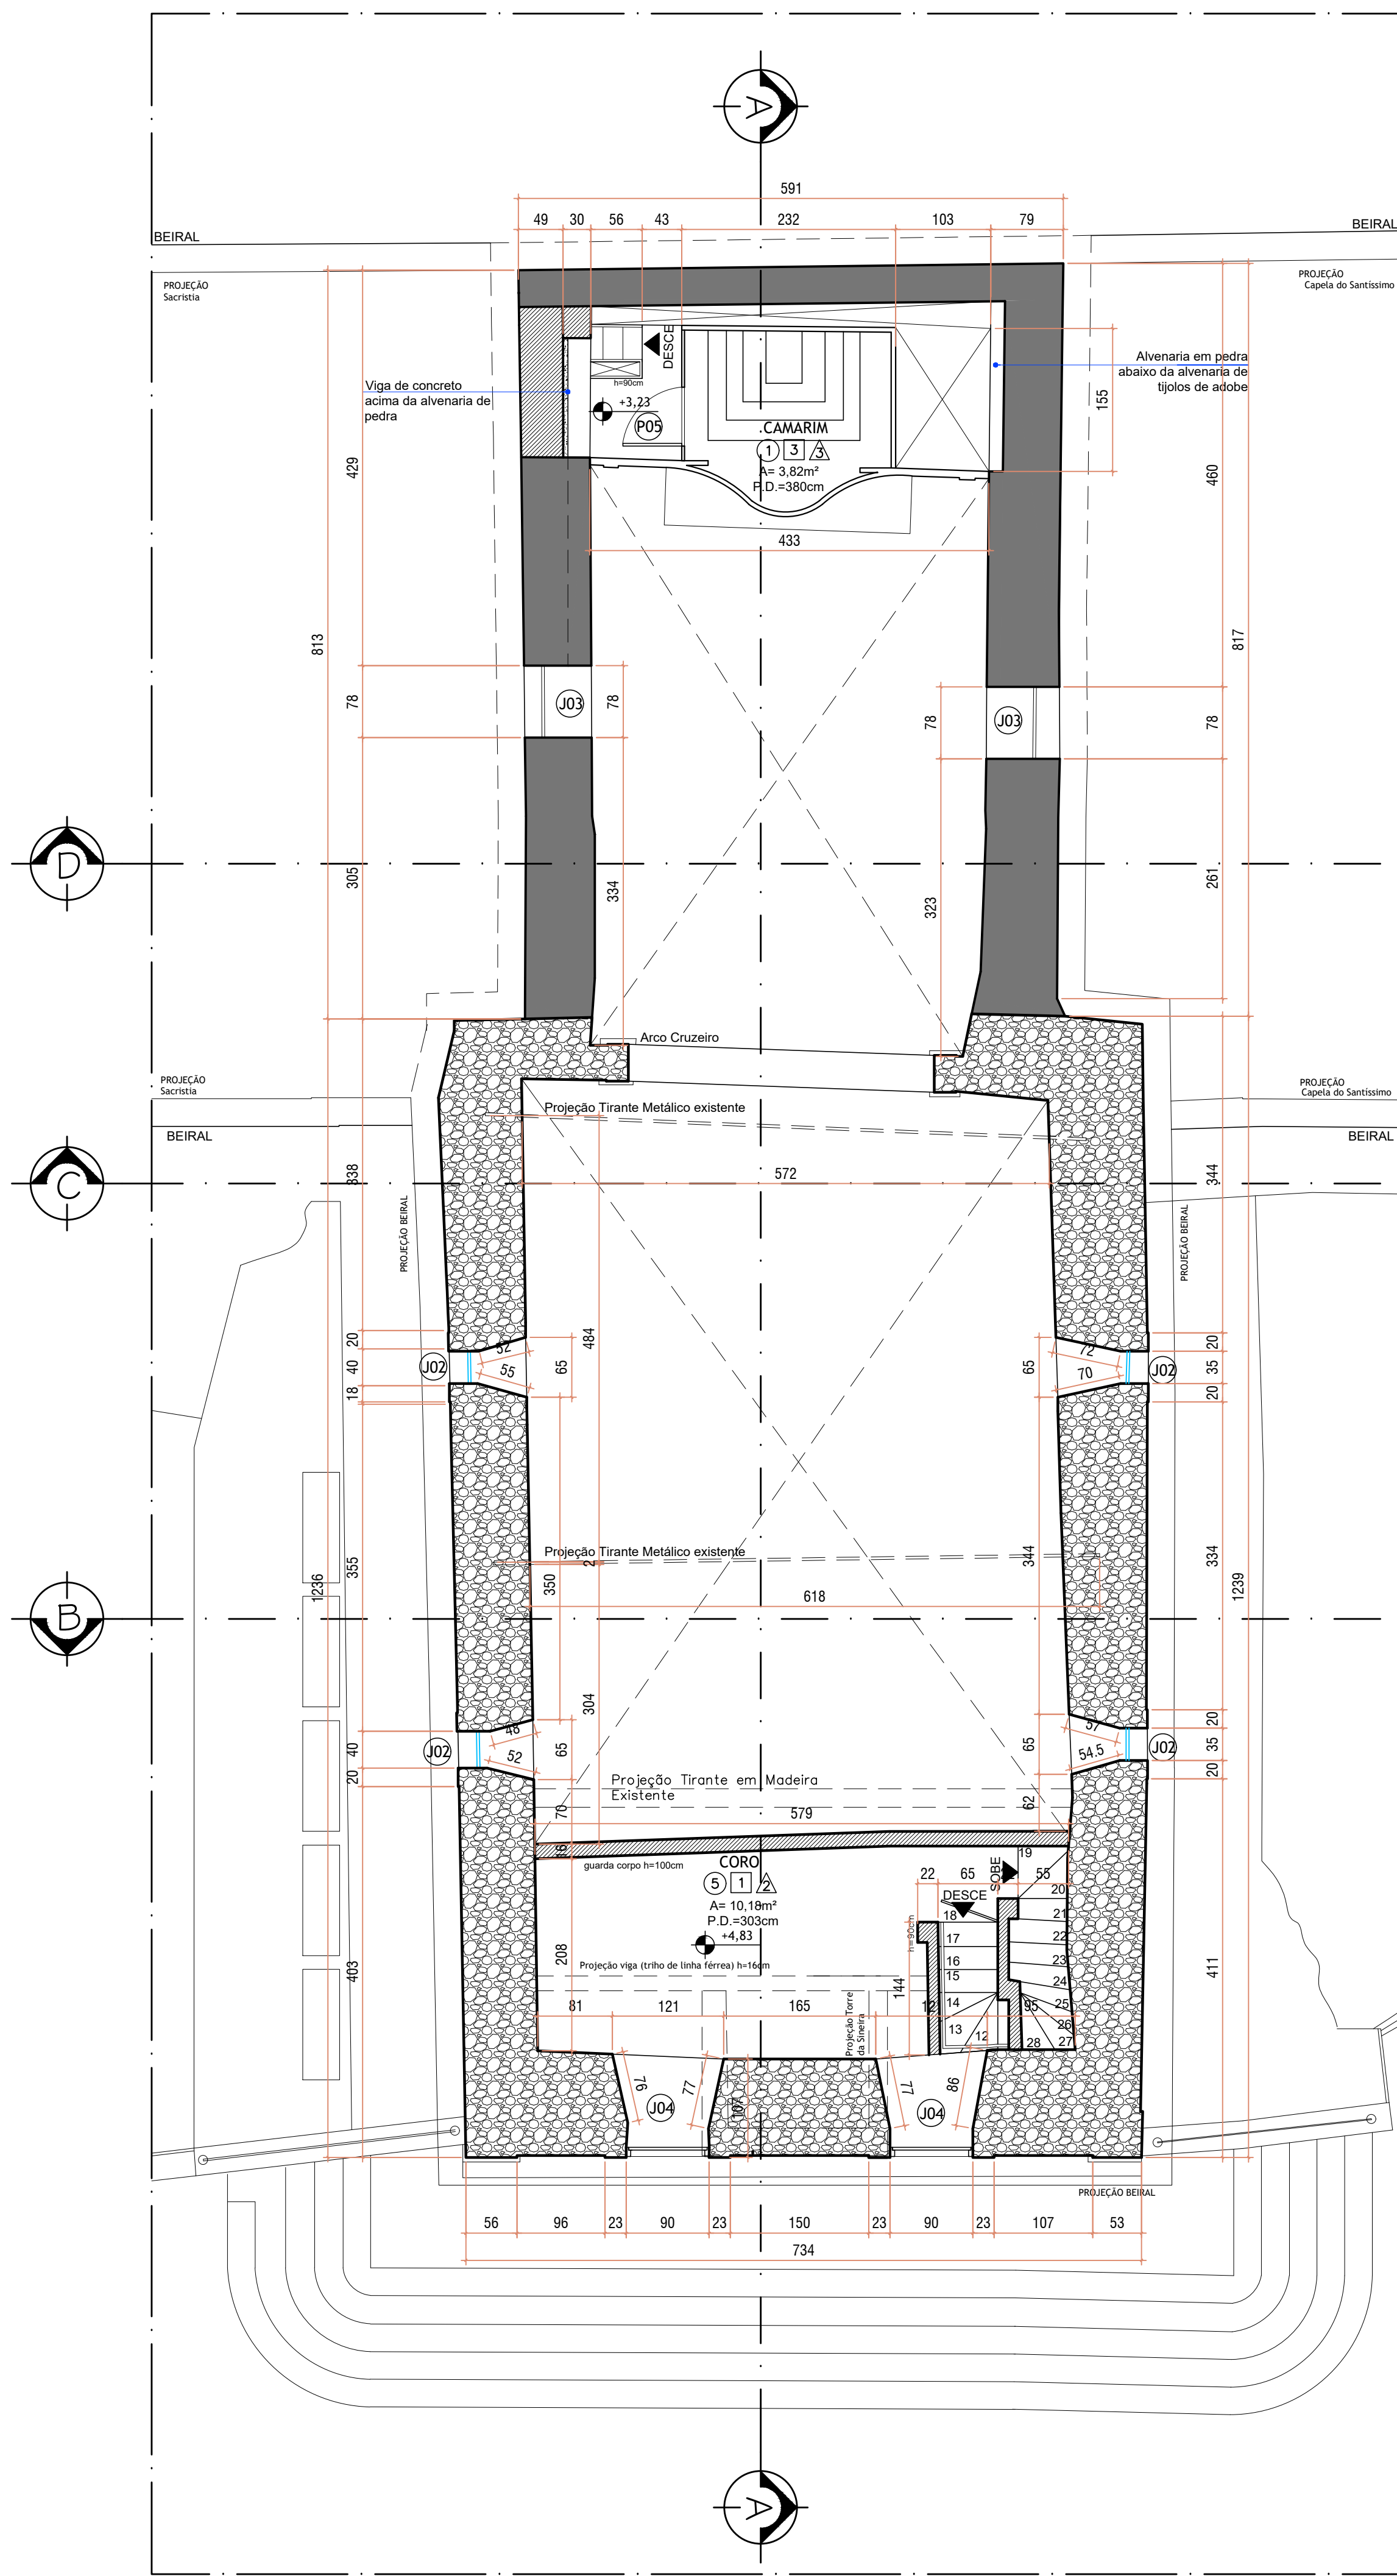 A
591
49 30 56 43 232 103 79
BEIRAL
BEIRAL
PROJEÇÃO
Sacristia
PROJEÇÃO
Capela do Santíssimo
DESCE
h=90cm
+3,23
P05
Viga de concreto
acima da alvenaria de
pedra
Alvenaria em pedra
abaixo da alvenaria de
tijolos de adobe
155
CAMARIM
1 3 3
A= 3,82m²
P.D.=380cm
429
460
433
813
817
78
J03
78
78
J03
78
D
305
334
323
261
Arco Cruzeiro
PROJEÇÃO
Sacristia
PROJEÇÃO
Capela do Santíssimo
Projeção Tirante Metálico existente
BEIRAL
BEIRAL
C
338
572
344
PROJEÇÃO BEIRAL
PROJEÇÃO BEIRAL
484
20
40
18
J02
52
55
65
65
72
70
J02
20
35
20
Projeção Tirante Metálico existente
1236
355
350
2
344
334
1239
618
B
304
40
20
J02
48
52
65
65
57
54.5
J02
20
35
20
Projeção Tirante em Madeira
Existente
70
579
62
16
guarda corpo h=100cm
CORO
5 1 2
A= 10,18m²
P.D.=303cm
+4,83
22 65 55
DESCE
SOBE
h=90cm
19
20
21
22
23
24
25
26
27
28
18
17
16
15
14
13
12
403
208
Projeção viga (triho de linha férrea) h=16cm
144
411
81 121 165 95
Projeção Torre
da Sineira
76
J04
77
107
77
J04
86
PROJEÇÃO BEIRAL
56 96 23 90 23 150 23 90 23 107 53
734
A